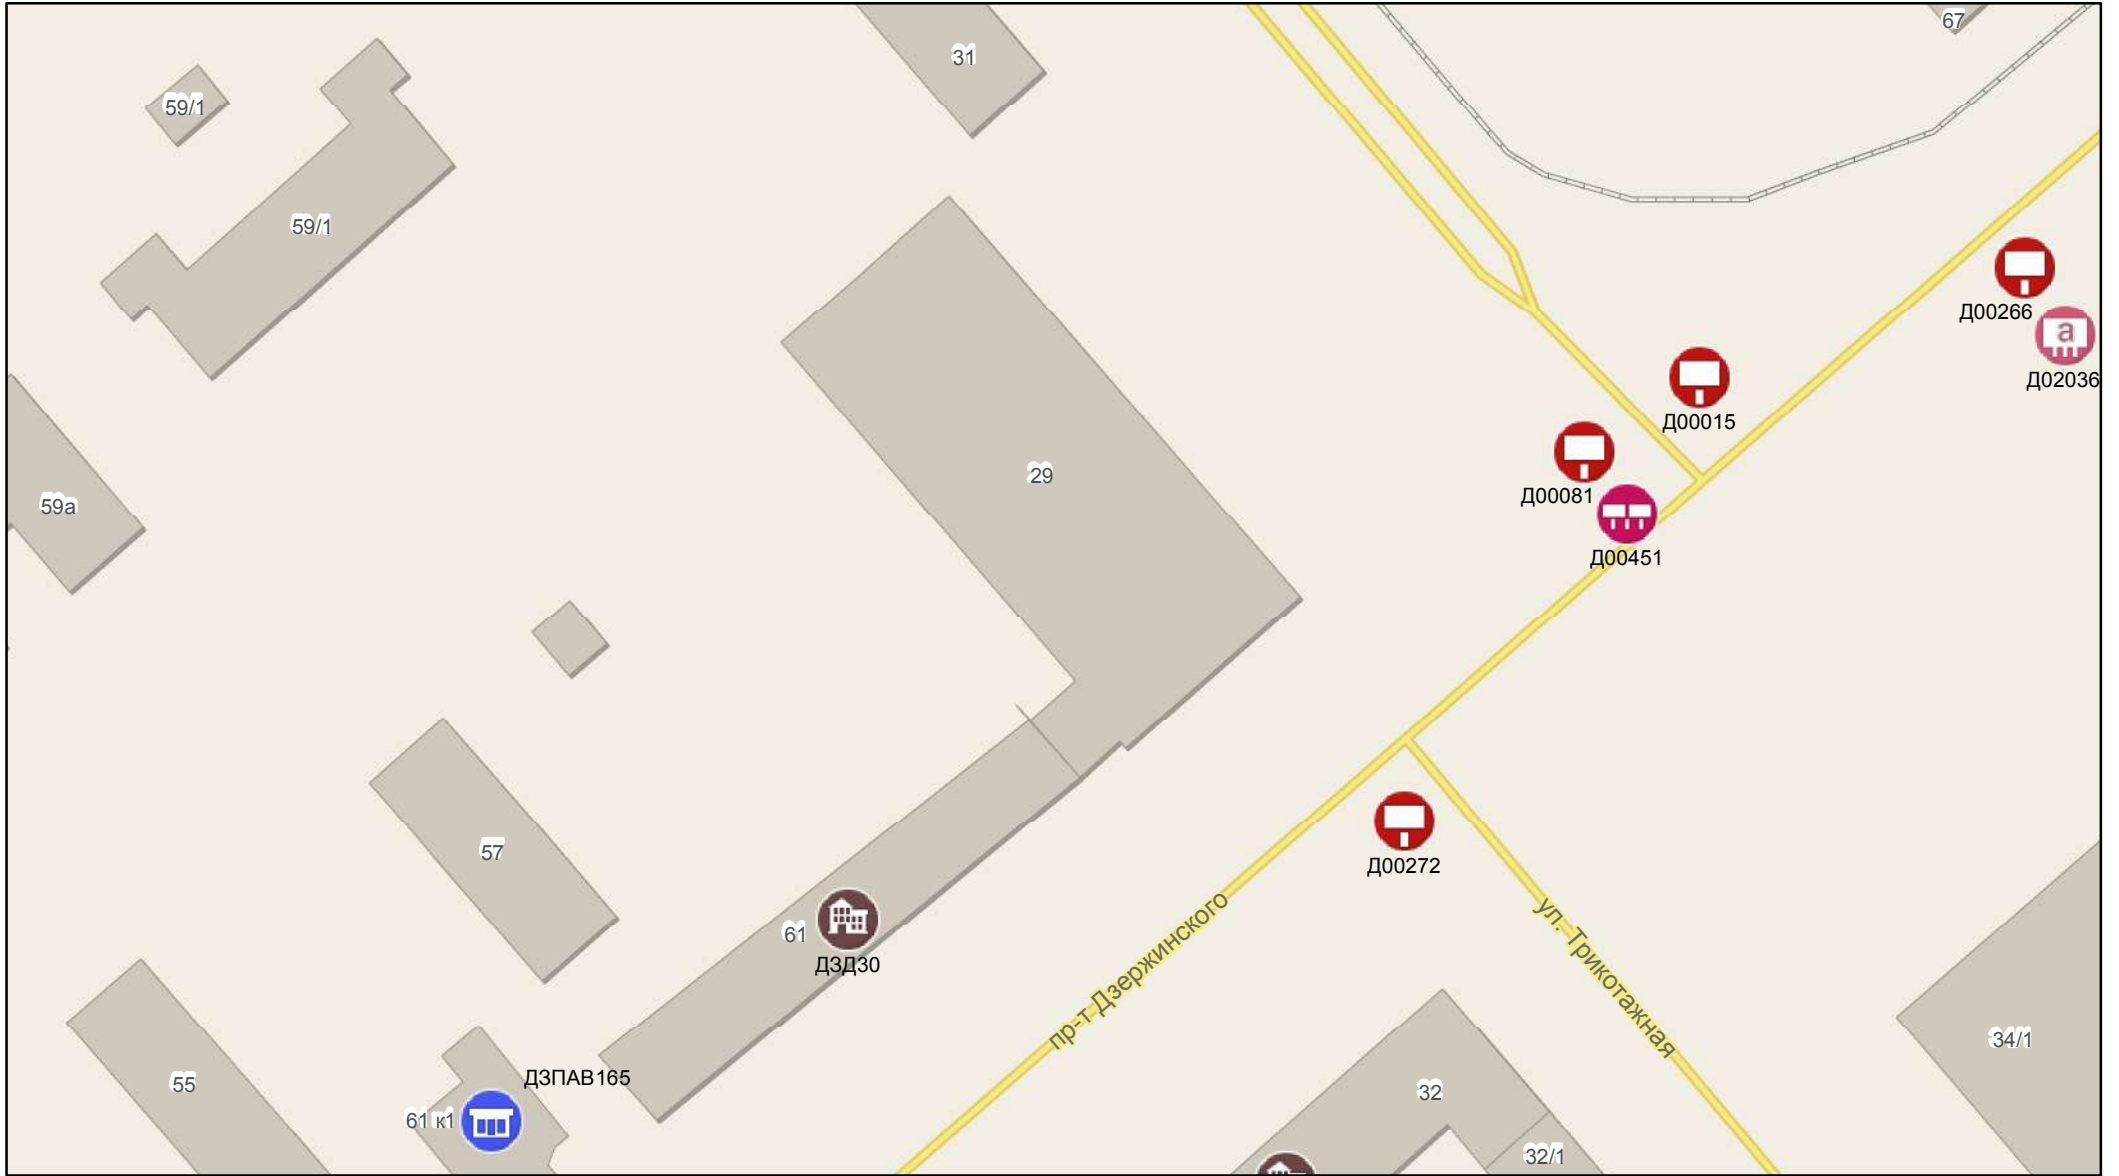 67
31
59/1
59/1
Д00266
a
Д02036
Д00015
29
Д00081
59а
Д00451
57
Д00272
61
ДЗД30
пр-т Дзержинского
ул. Трикотажная
34/1
ДЗПАВ165
55
32
61 к1
32/1